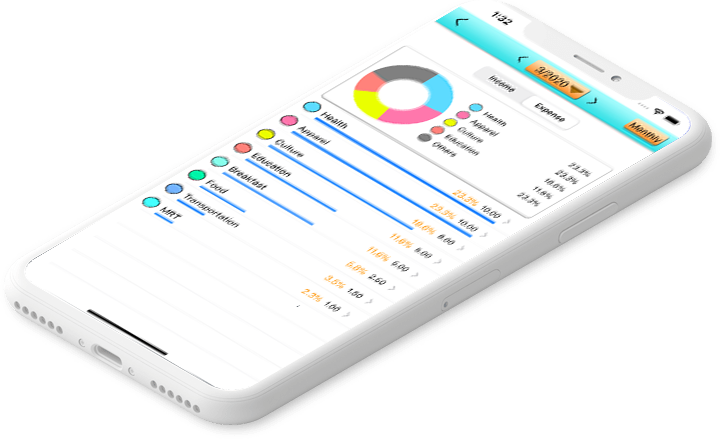 1:32
3/2020
Monthly
Income Expense
Health 23.3%
Apparel 23.3%
Culture 18.6%
Education 11.6%
Others 23.3%
Health 23.3% 10.00
Apparel 23.3% 10.00
Culture 18.6% 8.00
Education 11.6% 5.00
Breakfast 11.6% 5.00
Food 5.8% 2.50
Transportation 3.5% 1.50
MRT 2.3% 1.00